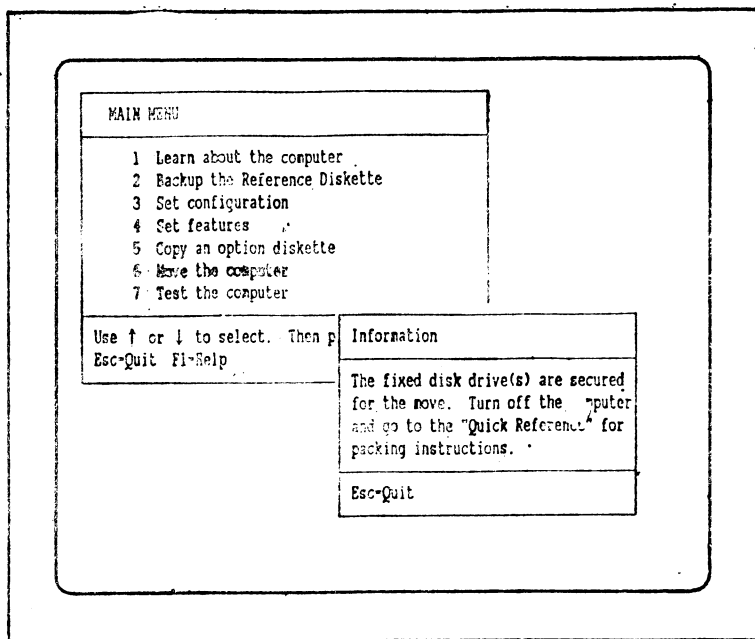 MAIN MENU
1 Learn about the computer
2 Backup the Reference Diskette
3 Set configuration
4 Set features
5 Copy an option diskette
6 Move the computer
7 Test the computer
Use ↑ or ↓ to select. Then p
Esc=Quit F1=Help
Information
The fixed disk drive(s) are secured
for the move. Turn off the mputer
and go to the "Quick Reference" for
packing instructions.
Esc=Quit